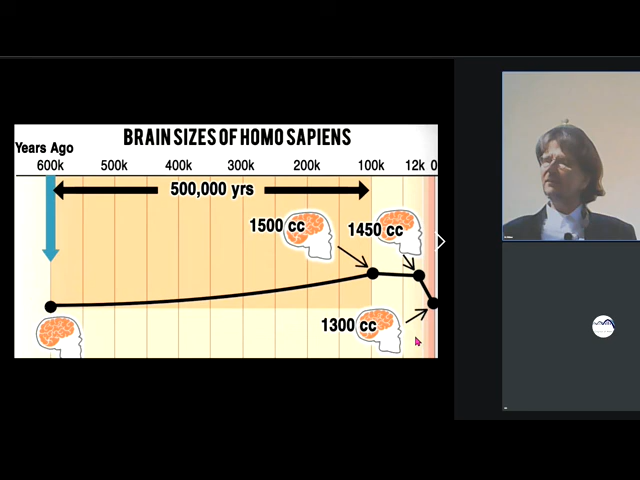 BRAIN SIZES OF HOMO SAPIENS
Years Ago
600k 500k 400k 300k 200k 100k 12k 0
500,000 yrs
1500 cc
1450 cc
1300 cc